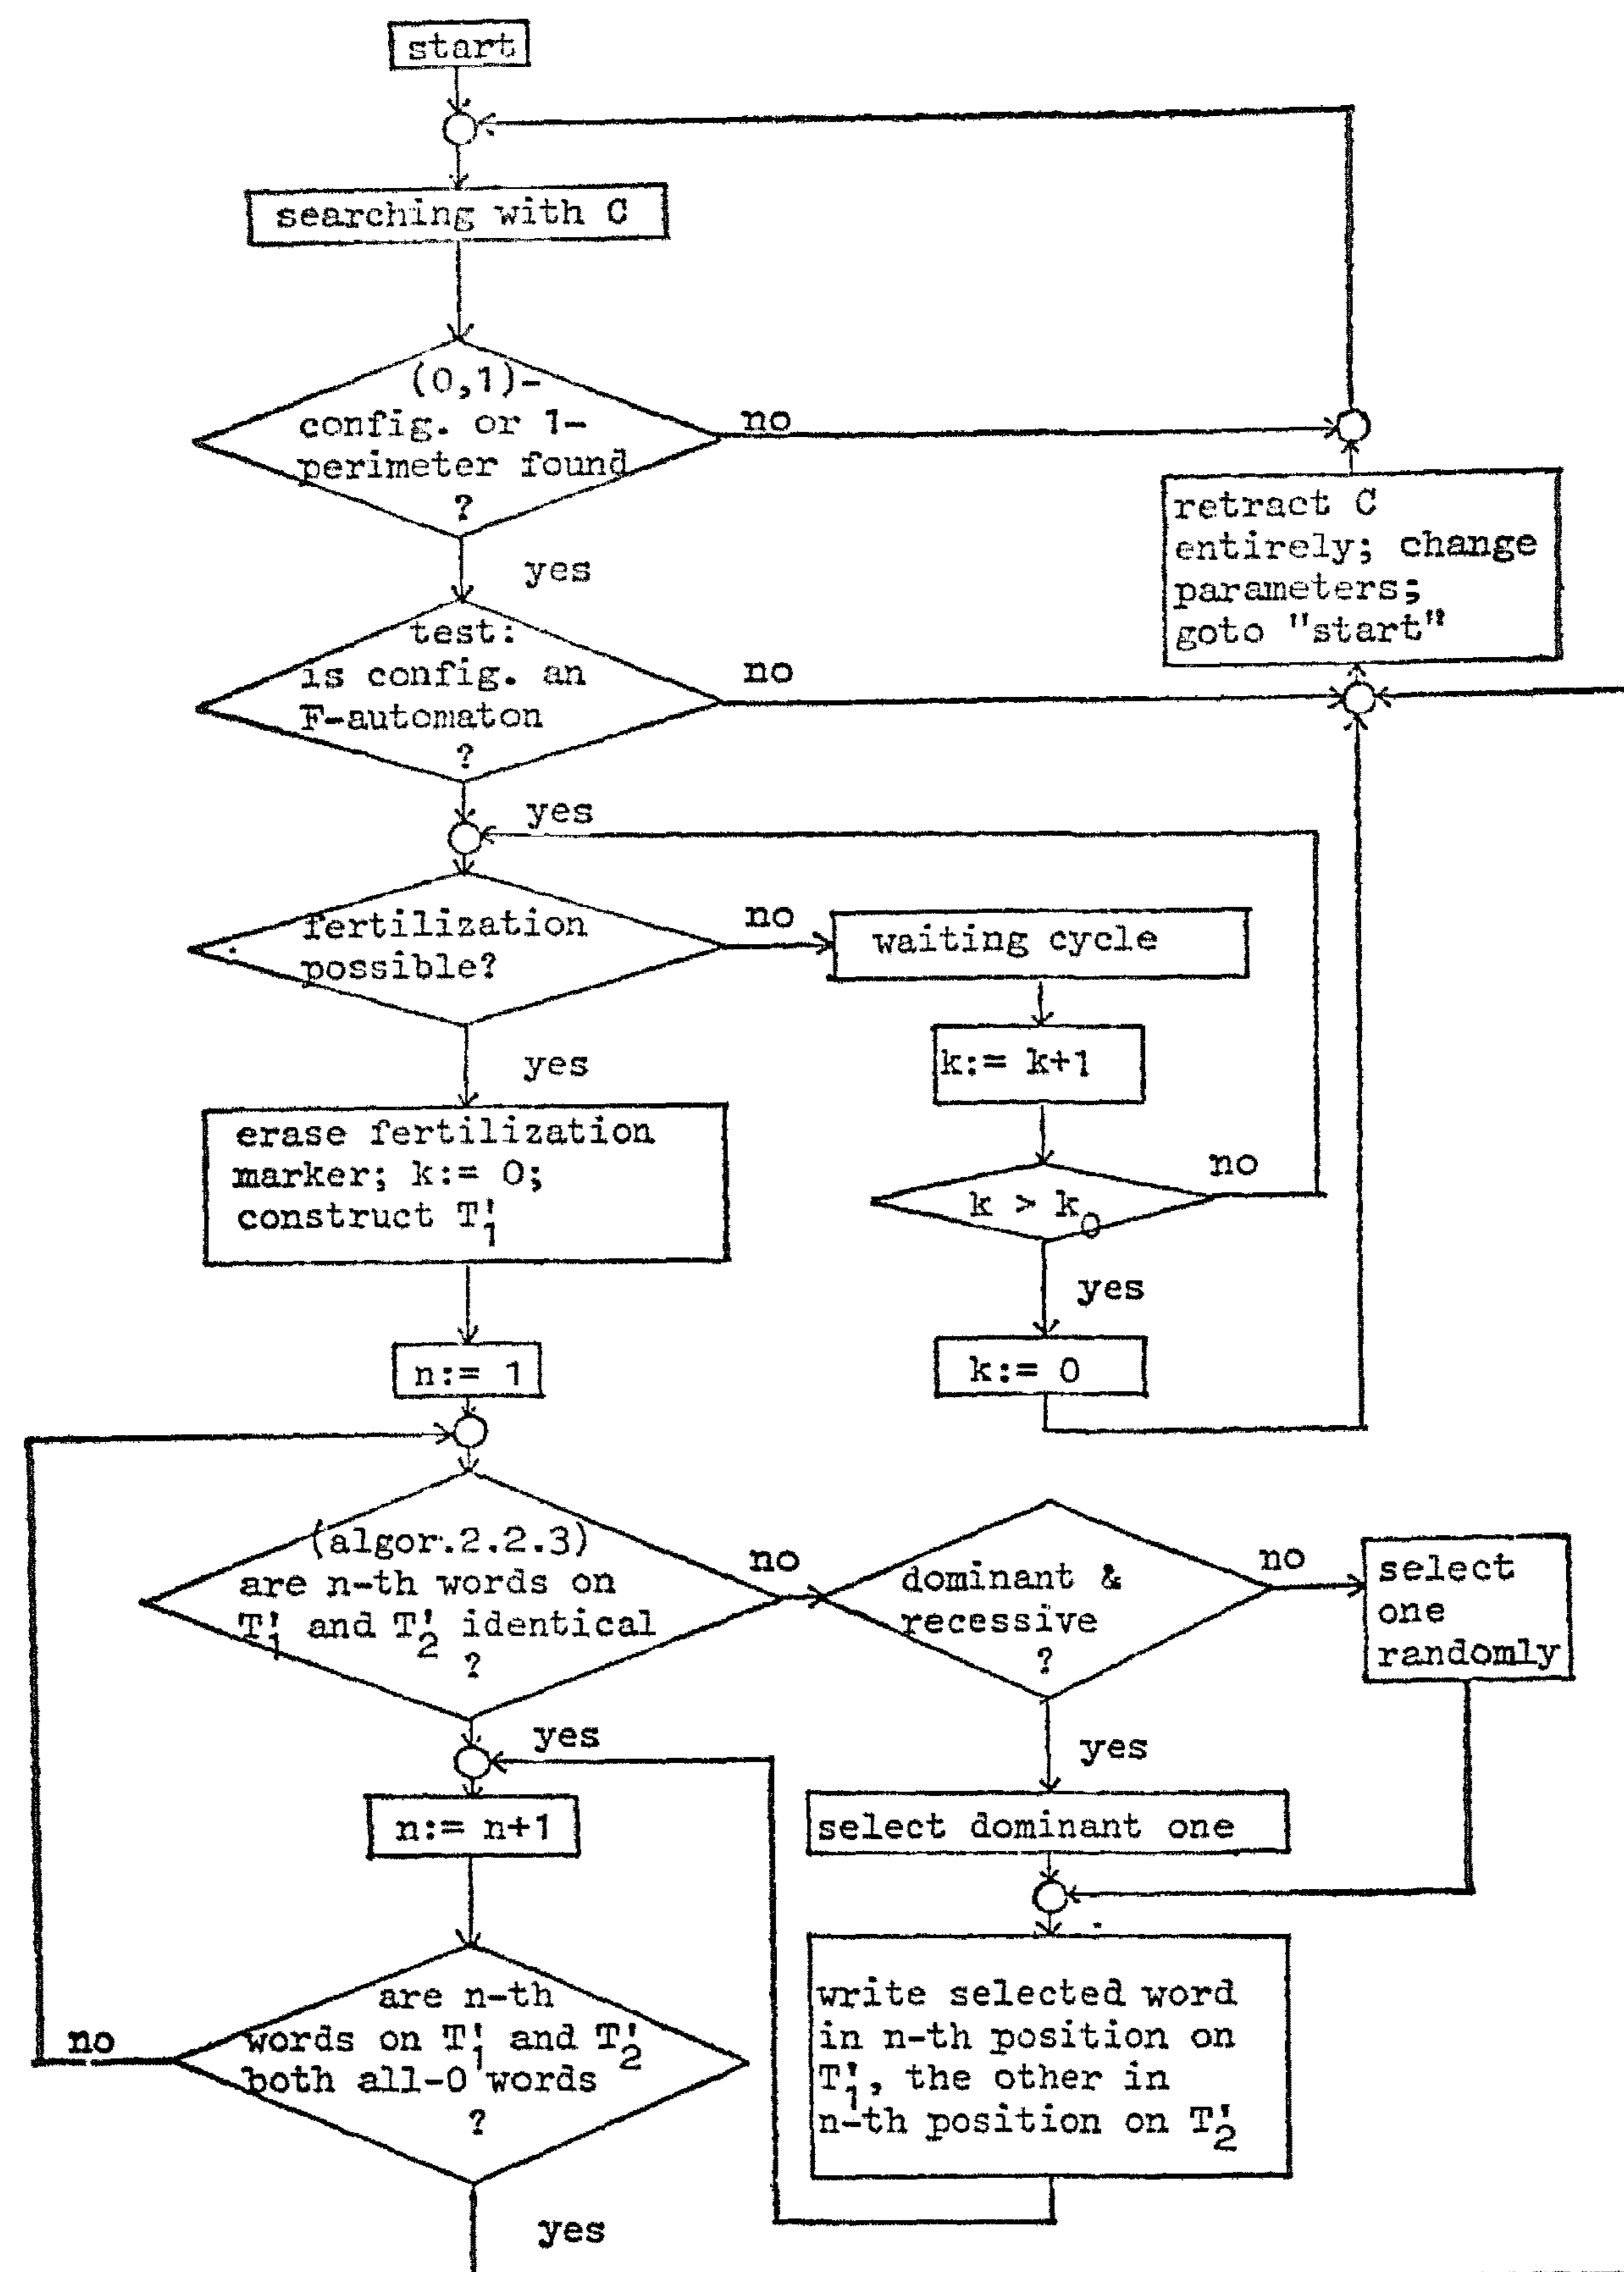 start
searching with C
(0,1)-
config. or 1-
perimeter found
?
no
yes
retract C
entirely; change
parameters;
goto "start"
test:
is config. an
F-automaton
?
no
yes
fertilization
possible?
no
waiting cycle
k:= k+1
k > k₀
no
yes
k:= 0
yes
erase fertilization
marker; k:= 0;
construct T'₁
n:= 1
(algor.2.2.3)
are n-th words on
T'₁ and T'₂ identical
?
no
dominant &
recessive
?
no
select
one
randomly
yes
select dominant one
write selected word
in n-th position on
T'₁, the other in
n-th position on T'₂
yes
n:= n+1
are n-th
words on T'₁ and T'₂
both all-0 words
?
no
yes